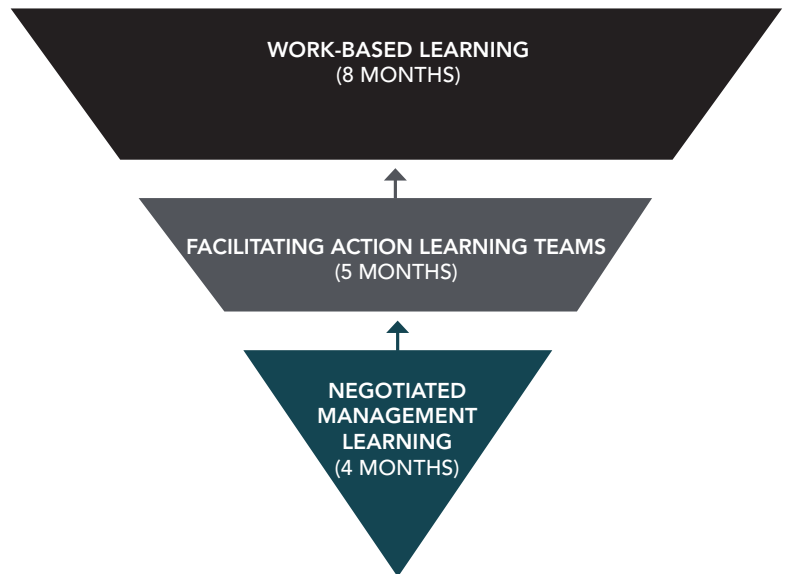 WORK-BASED LEARNING
(8 MONTHS)
FACILITATING ACTION LEARNING TEAMS
(5 MONTHS)
NEGOTIATED
MANAGEMENT
LEARNING
(4 MONTHS)